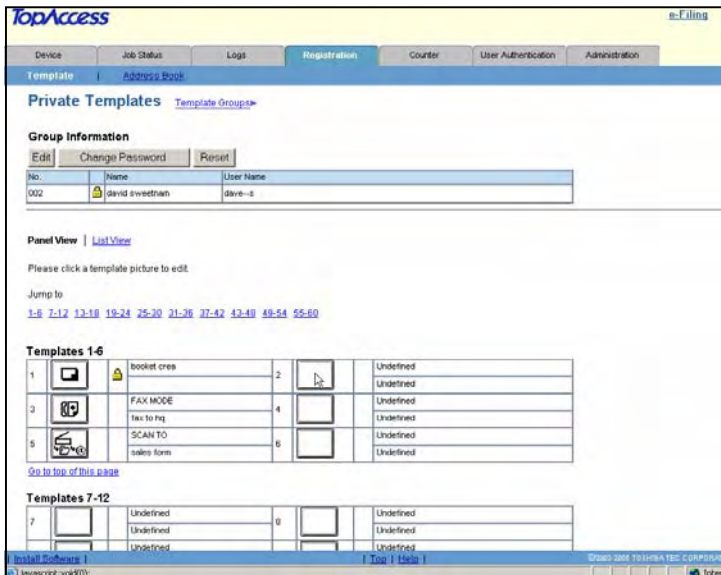 TopAccess
e-Filing
Device Job Status Logs Registration Counter User Authentication Administration
Template | Address Book
Private Templates Template Groups
Group Information
Edit Change Password Reset
No. Name User Name
002 david sweetnam dave--s
Panel View | List View
Please click a template picture to edit.
Jump to
1-6 7-12 13-18 19-24 25-30 31-36 37-42 43-48 49-54 55-60
Templates 1-6
1 booket crea 2 Undefined
Undefined
3 FAX MODE 4 Undefined
fax to hq Undefined
5 SCAN TO 6 Undefined
sales form Undefined
Go to top of this page
Templates 7-12
7 Undefined 8 Undefined
Undefined Undefined
Undefined Undefined
| Install Software | | Top | Help |
TOSHIBA TEC CORPORA
javascript:void(0);
Inter